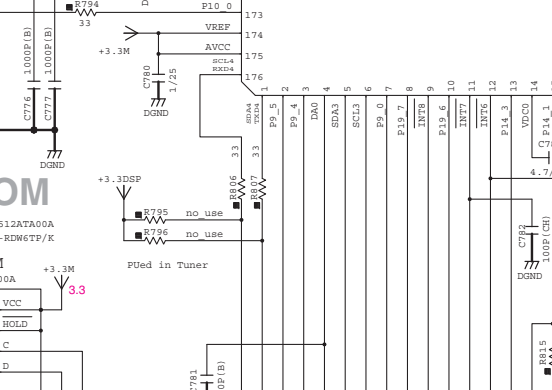 R794
33
P10_0
173
VREF
174
+3.3M
AVCC
175
SCL4
RXD4
176
1000P(B)
1000P(B)
C776
C777
C780
1/25
DGND
DGND
1
2
3
4
5
6
7
8
9
10
11
12
13
14
SDA4
TXD4
P9_5
P9_4
DA0
SDA3
SCL3
P9_0
P19_7
INT8
P19_6
INT7
INT6
P14_3
VDC0
P14_1
33
33
R806
R807
+3.3DSP
R795
no_use
R796
no_use
PUed in Tuner
OM
512ATA00A
-RDW6TP/K
M
00A
+3.3M
3.3
VCC
HOLD
C
D
C781
0P(B)
C78
4.7/
C782
100P(CH)
DGND
R815